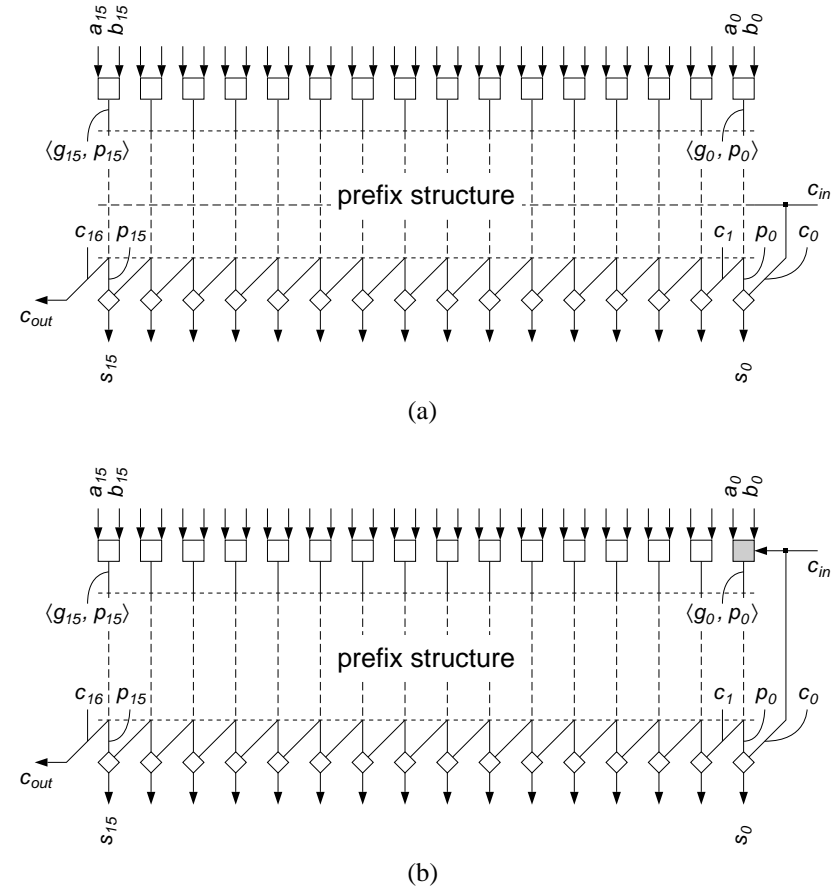 a15 b15 a0 b0
⟨g15, p15⟩ ⟨g0, p0⟩
prefix structure
cin
c16 p15 c1 p0 c0
cout
s15 s0
(a)
a15 b15 a0 b0
cin
⟨g15, p15⟩ ⟨g0, p0⟩
prefix structure
c16 p15 c1 p0 c0
cout
s15 s0
(b)